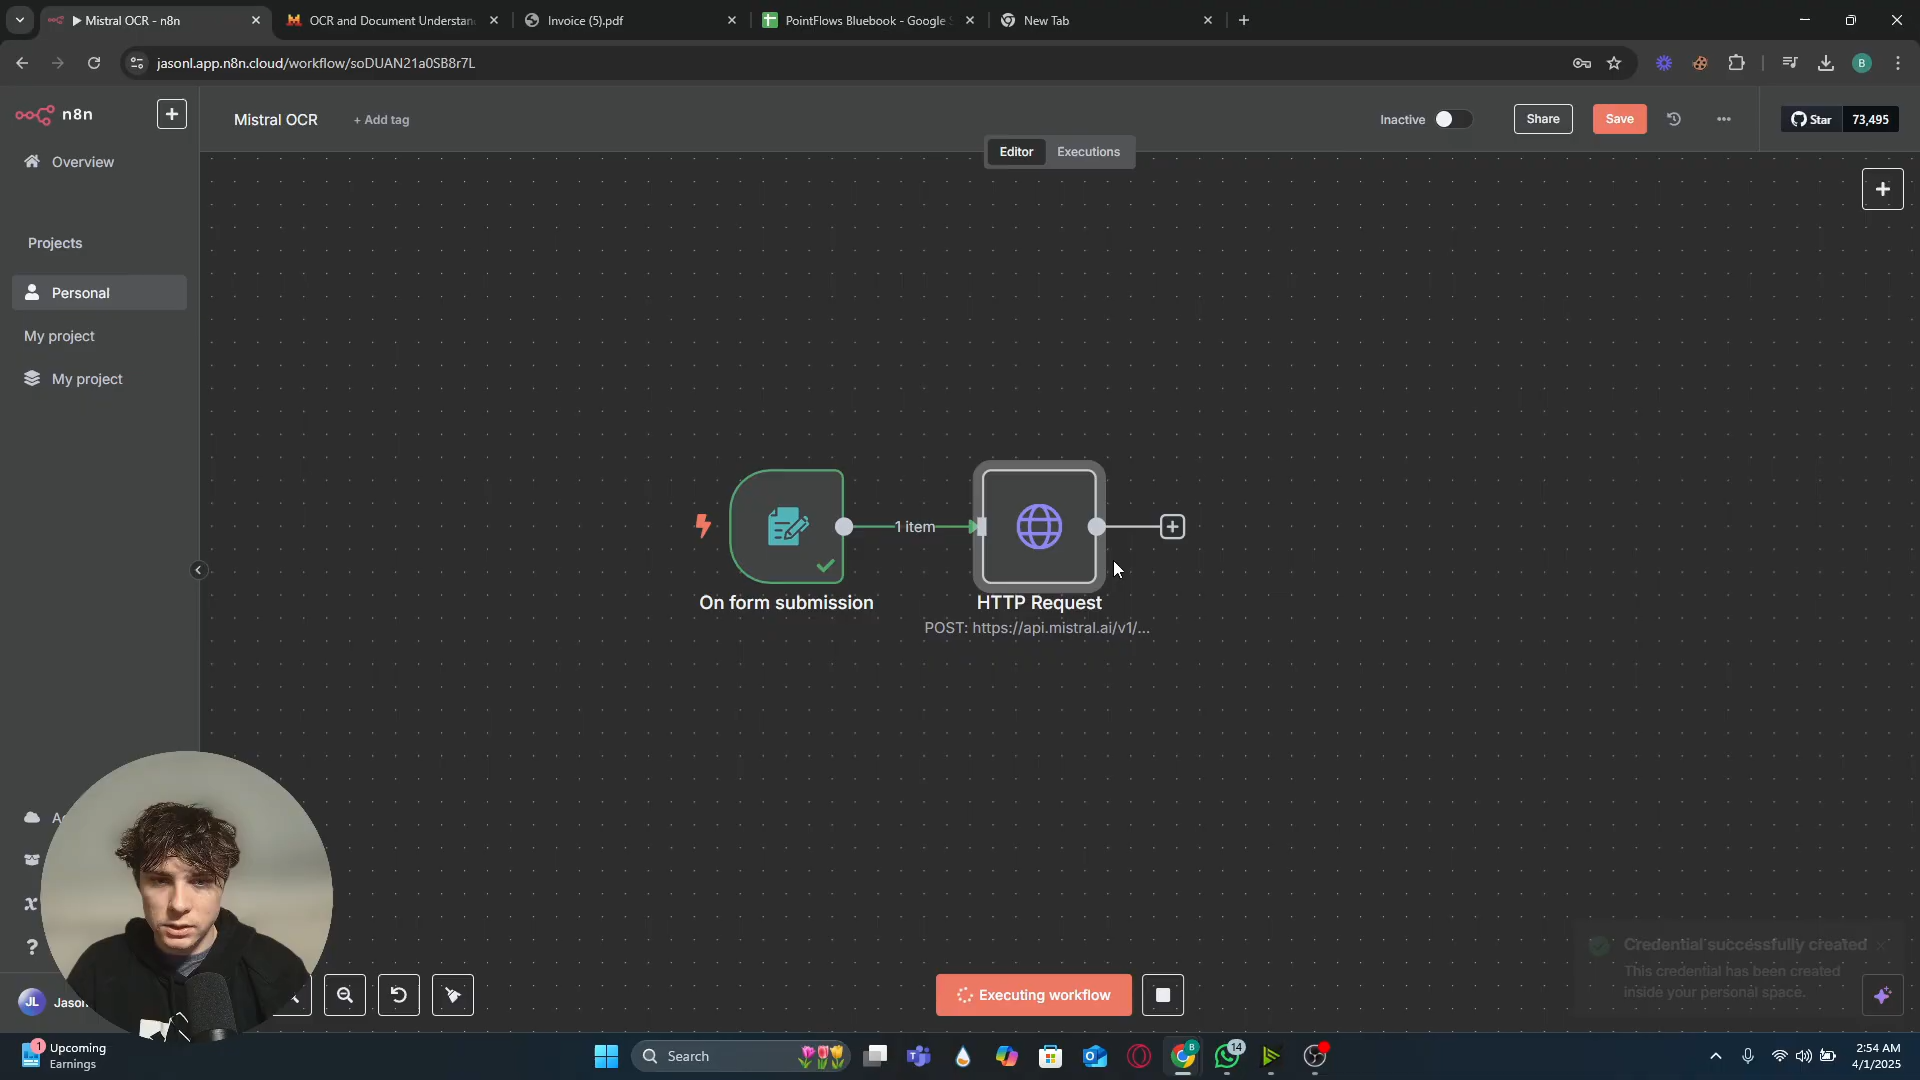 Mistral OCR - n8n
OCR and Document Understan
Invoice (5).pdf
PointFlows Bluebook - Google S
New Tab
jasonl.app.n8n.cloud/workflow/soDUAN21a0SB8r7L
B
n8n
Mistral OCR
+ Add tag
Inactive
Share
Save
Star
73,495
Editor
Executions
Overview
Projects
Personal
My project
My project
1 item
On form submission
HTTP Request
POST: https://api.mistral.ai/v1/...
JL
Executing workflow
Credential successfully created
This credential has been created
inside your personal space.
1
Upcoming
Earnings
Search
B
14
2:54 AM
4/1/2025